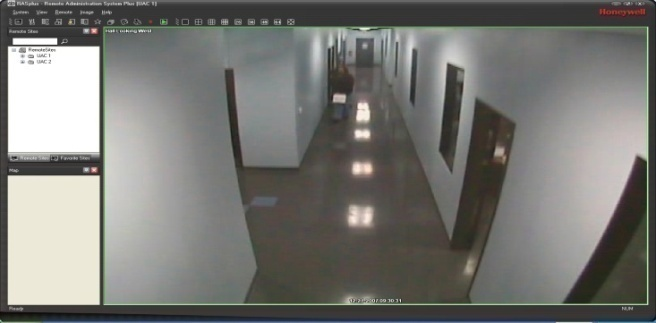 RASplus - Remote Administration System Plus [UAC 1]
System View Remote Image Help
Honeywell
Remote Sites
Hall Looking West
RemoteSites
UAC 1
UAC 2
Remote Sites Favorite Sites
Map
Ready
NUM